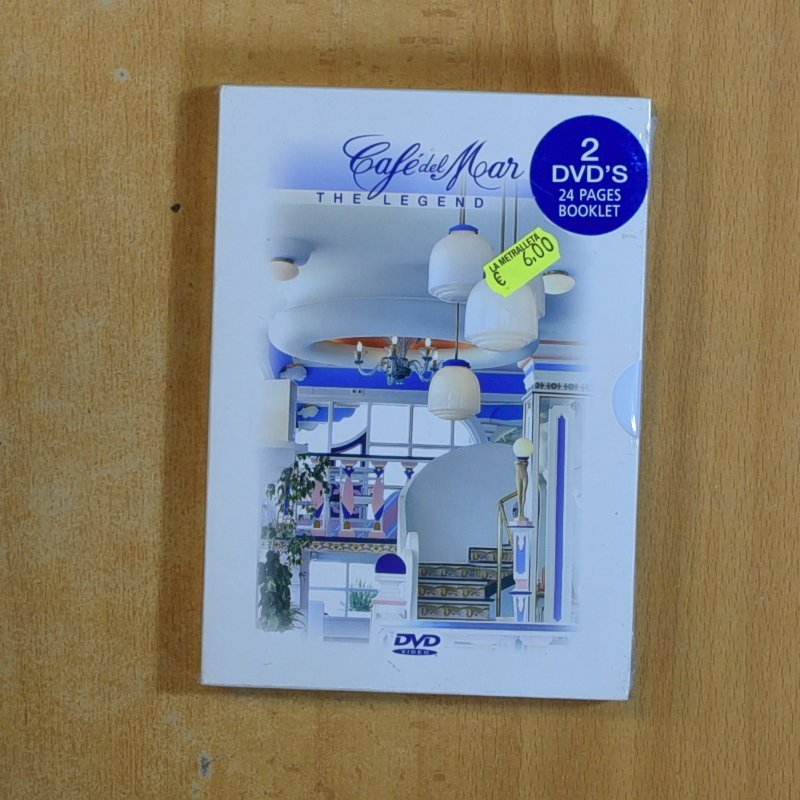 Café del Mar
THE LEGEND
2
DVD'S
24 PAGES
BOOKLET
LA METRALLETA
€ 6,00
DVD
VIDEO